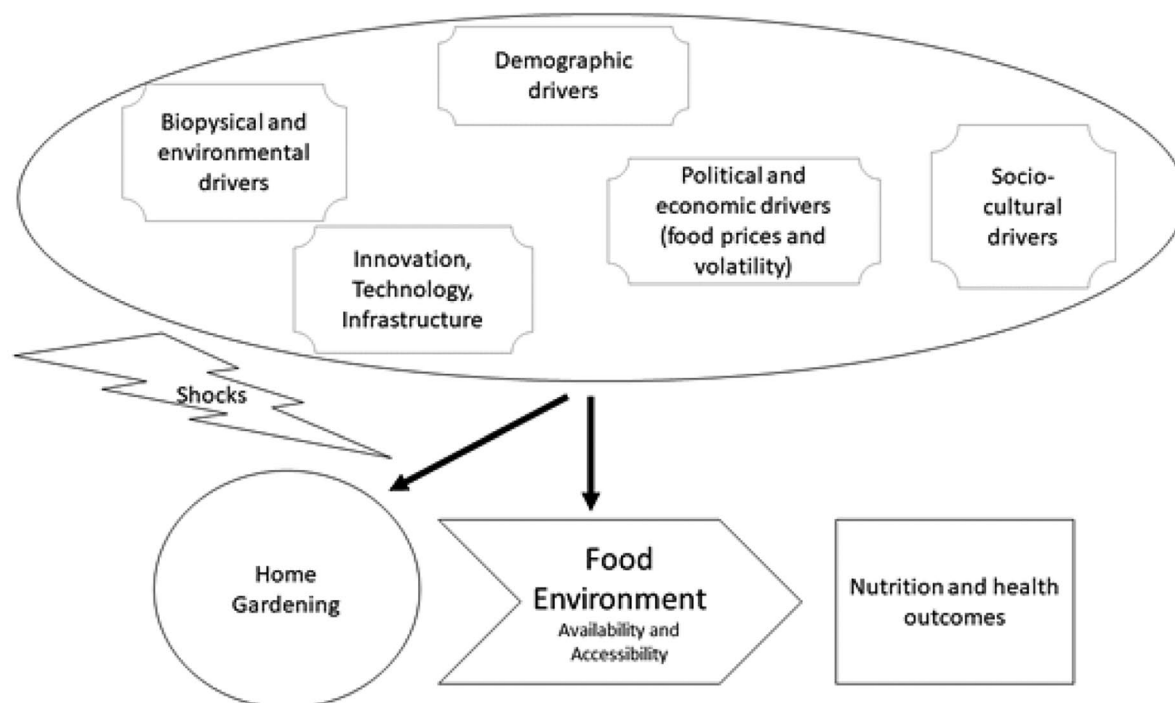 Demographic
drivers
Biopysical and
environmental
drivers
Political and
economic drivers
(food prices and
volatility)
Socio-
cultural
drivers
Innovation,
Technology,
Infrastructure
Shocks
Home
Gardening
Food
Environment
Availability and
Accessibility
Nutrition and health
outcomes